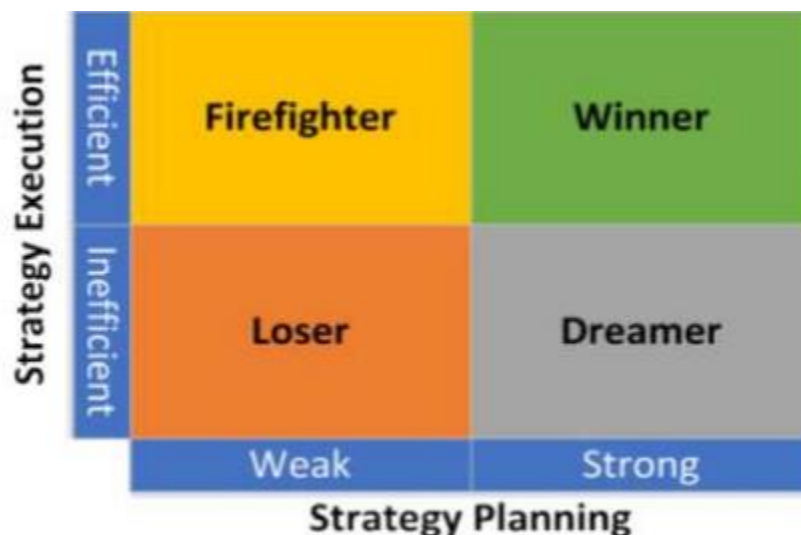 Strategy Execution
Efficient
Inefficient
Firefighter
Winner
Loser
Dreamer
Weak
Strong
Strategy Planning